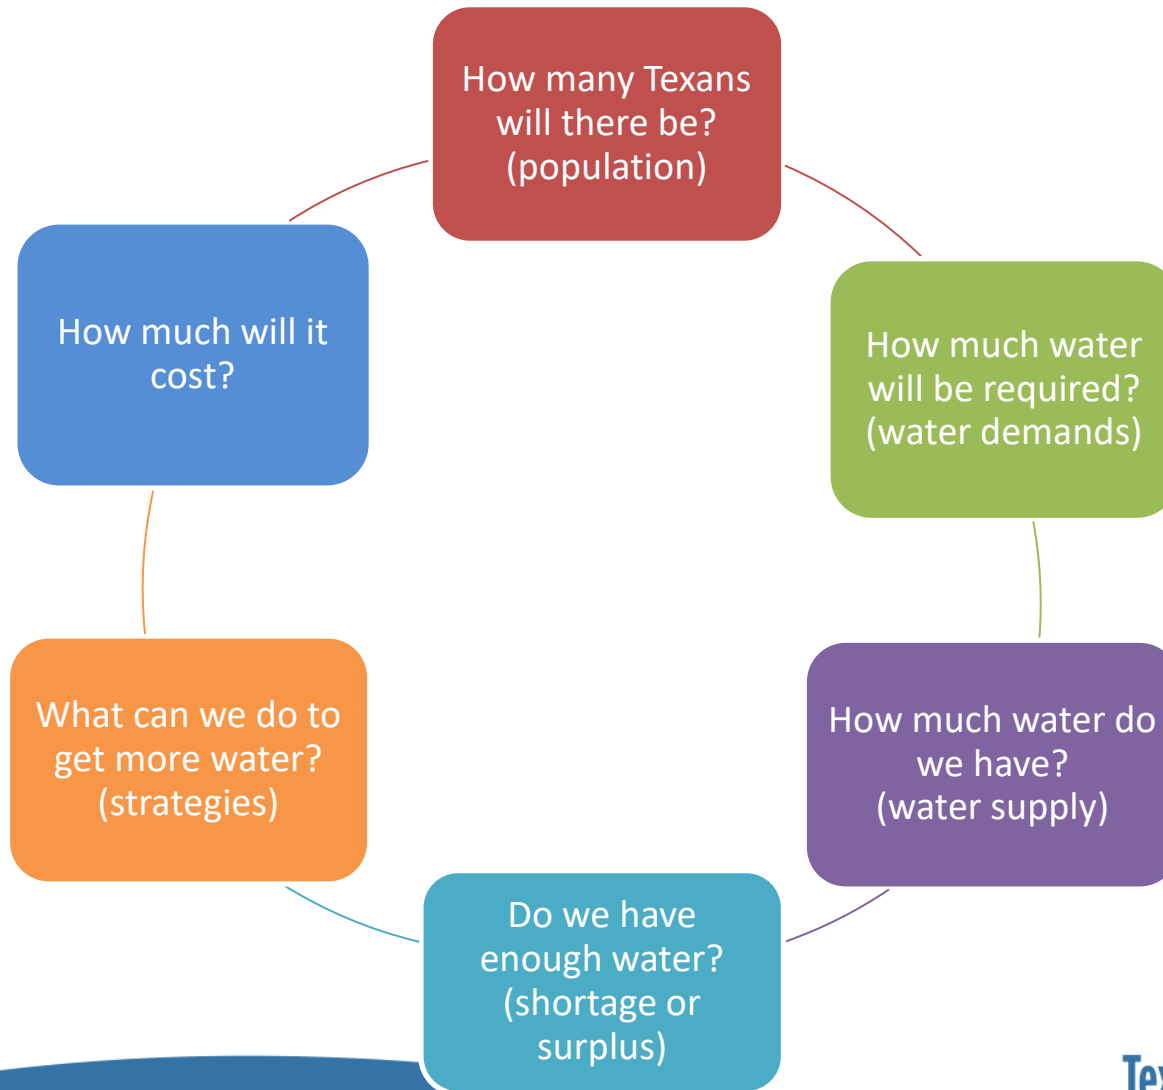 How many Texans
will there be?
(population)
How much water
will be required?
(water demands)
How much water do
we have?
(water supply)
Do we have
enough water?
(shortage or
surplus)
What can we do to
get more water?
(strategies)
How much will it
cost?